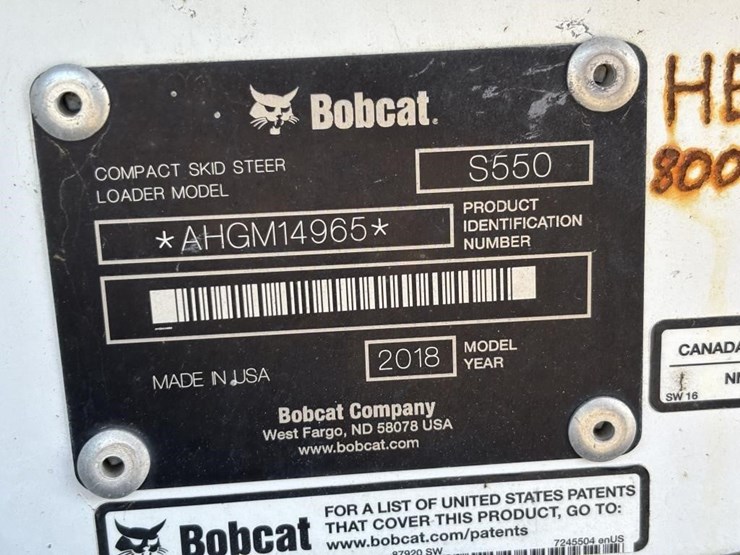 Bobcat.
COMPACT SKID STEER
LOADER MODEL
S550
*AHGM14965*
PRODUCT
IDENTIFICATION
NUMBER
MADE IN USA
2018
MODEL
YEAR
Bobcat Company
West Fargo, ND 58078 USA
www.bobcat.com
Bobcat
FOR A LIST OF UNITED STATES PATENTS
THAT COVER THIS PRODUCT, GO TO:
www.bobcat.com/patents
7245504 enUS
87920 SW
CANADA
SW 16
800